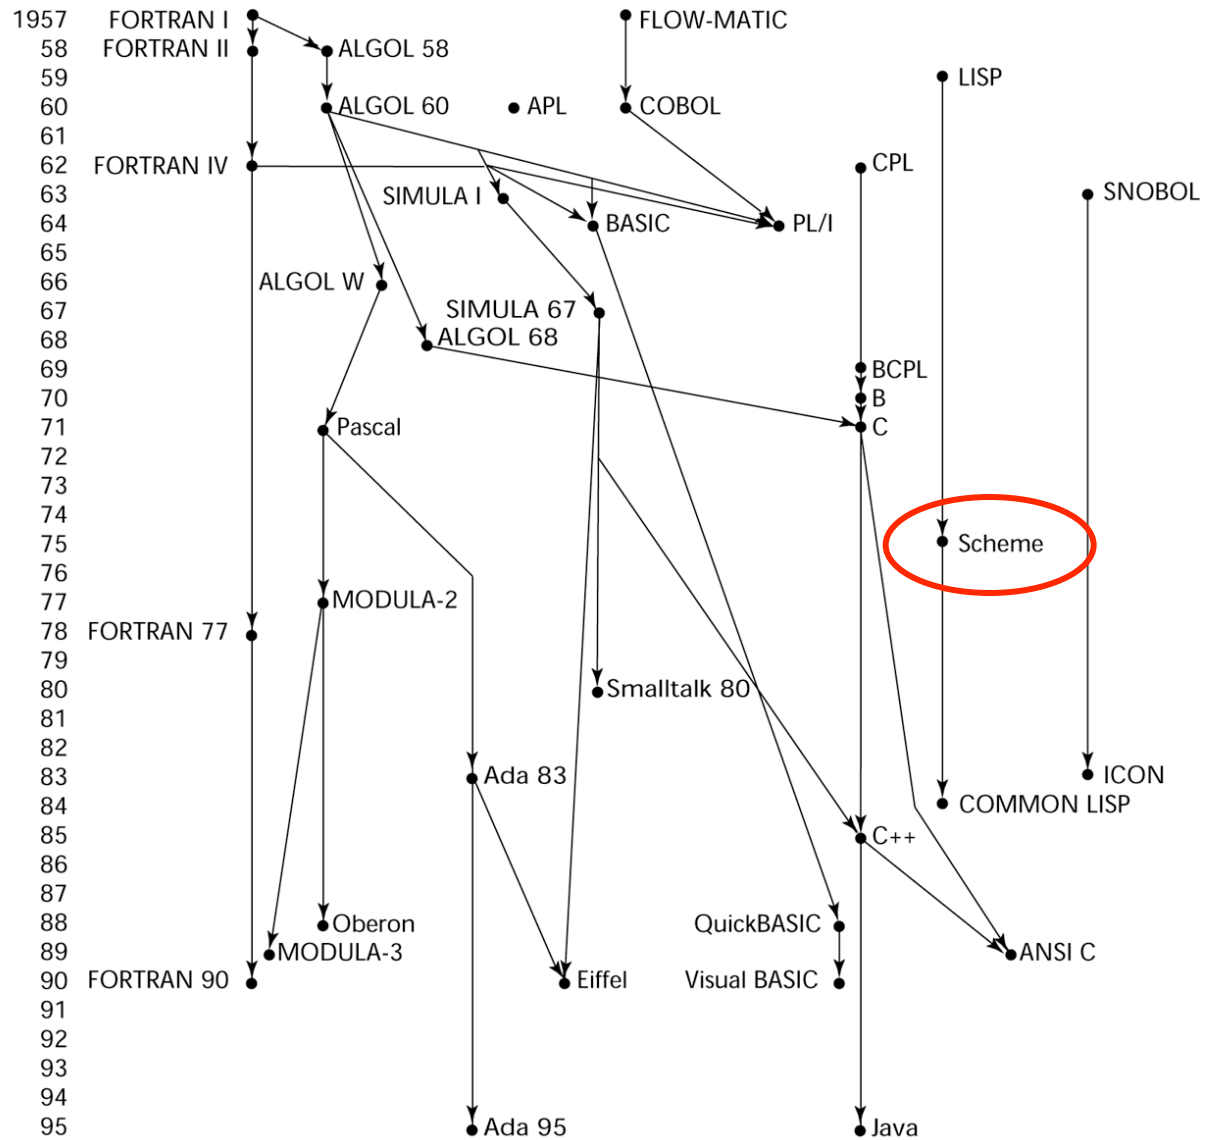 1957 FORTRAN I FLOW-MATIC
58 FORTRAN II ALGOL 58
59 LISP
60 ALGOL 60 APL COBOL
61
62 FORTRAN IV CPL
63 SIMULA I SNOBOL
64 BASIC PL/I
65
66 ALGOL W
67 SIMULA 67
68 ALGOL 68
69 BCPL
70 B
71 Pascal C
72
73
74
75 Scheme
76
77 MODULA-2
78 FORTRAN 77
79
80 Smalltalk 80
81
82
83 Ada 83 ICON
84 COMMON LISP
85 C++
86
87
88 Oberon QuickBASIC
89 MODULA-3 ANSI C
90 FORTRAN 90 Eiffel Visual BASIC
91
92
93
94
95 Ada 95 Java